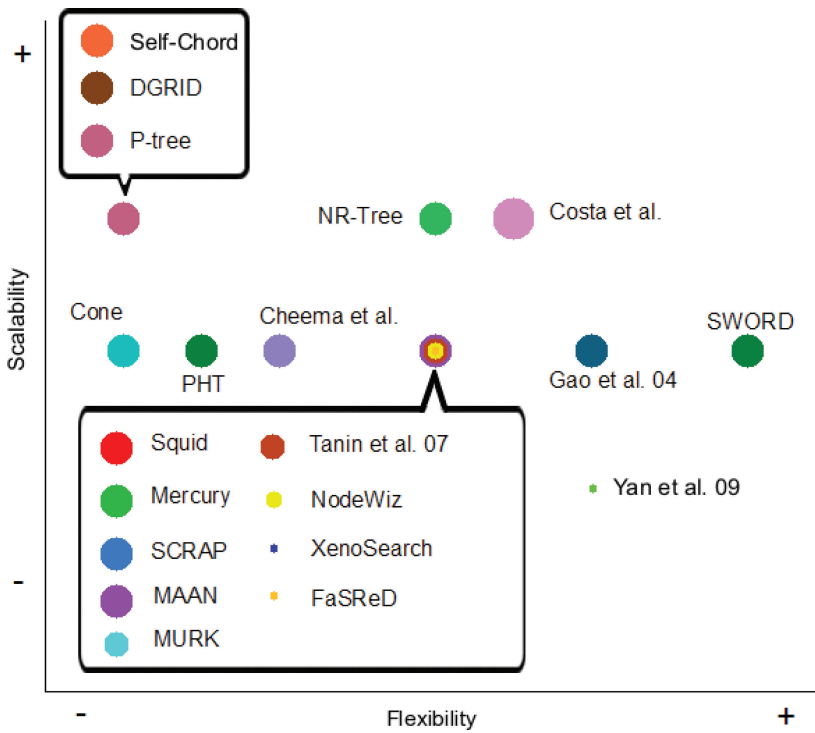 +
Self-Chord
DGRID
P-tree
NR-Tree
Costa et al.
Scalability
Cone
Cheema et al.
SWORD
PHT
Gao et al. 04
Squid
Tanin et al. 07
Mercury
NodeWiz
Yan et al. 09
SCRAP
XenoSearch
-
MAAN
FaSReD
MURK
-
Flexibility
+